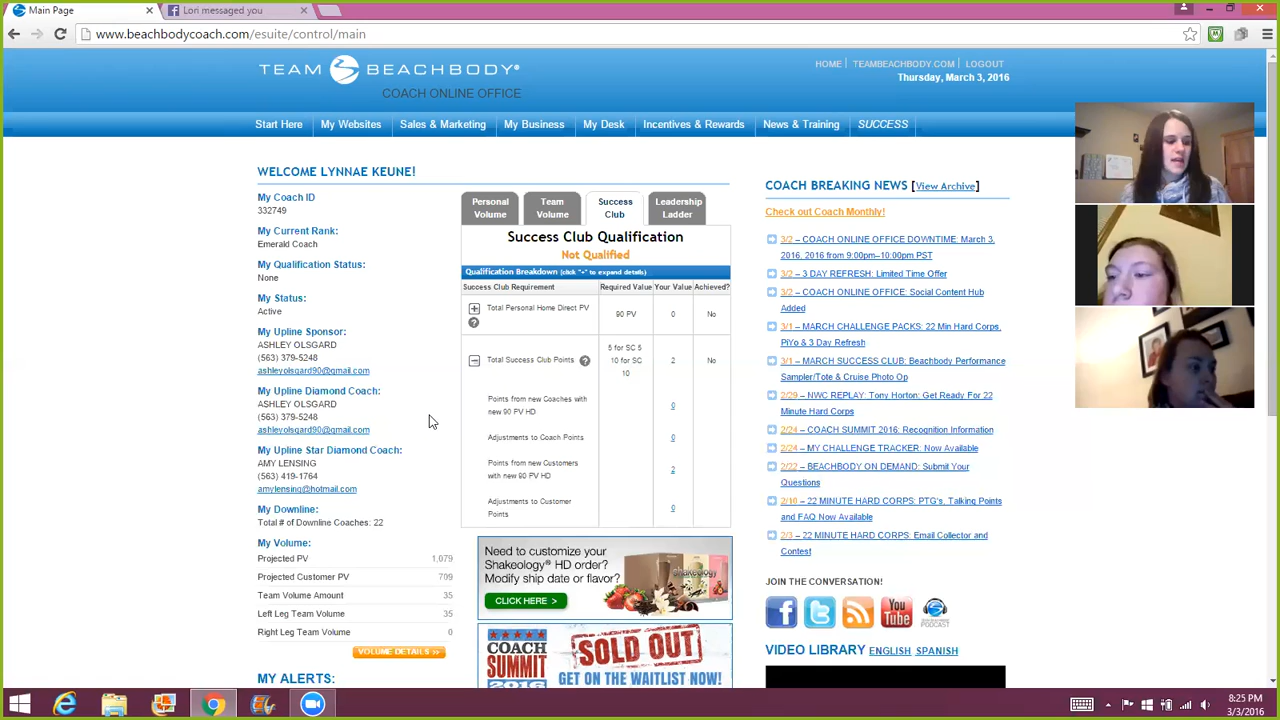 Main Page
Lori messaged you
www.beachbodycoach.com/esuite/control/main
TEAM BEACHBODY®
COACH ONLINE OFFICE
HOME | TEAMBEACHBODY.COM | LOGOUT
Thursday, March 3, 2016
Start Here My Websites Sales & Marketing My Business My Desk Incentives & Rewards News & Training SUCCESS
WELCOME LYNNAE KEUNE!
My Coach ID
332749
My Current Rank:
Emerald Coach
My Qualification Status:
None
My Status:
Active
My Upline Sponsor:
ASHLEY OLSGARD
(563) 379-5248
ashleyolsgard90@gmail.com
My Upline Diamond Coach:
ASHLEY OLSGARD
(563) 379-5248
ashleyolsgard90@gmail.com
My Upline Star Diamond Coach:
AMY LENSING
(563) 419-1764
amylensing@hotmail.com
My Downline:
Total # of Downline Coaches: 22
My Volume:
Projected PV 1,079
Projected Customer PV 709
Team Volume Amount 35
Left Leg Team Volume 35
Right Leg Team Volume 0
VOLUME DETAILS >>
MY ALERTS:
Personal Volume
Team Volume
Success Club
Leadership Ladder
Success Club Qualification
Not Qualified
Qualification Breakdown (click "+" to expand details)
Success Club Requirement Required Value Your Value Achieved?
Total Personal Home Direct PV 90 PV 0 No
Total Success Club Points 5 for SC 5 10 for SC 10 2 No
Points from new Coaches with new 90 PV HD 0
Adjustments to Coach Points 0
Points from new Customers with new 90 PV HD 2
Adjustments to Customer Points 0
Need to customize your
Shakeology® HD order?
Modify ship date or flavor?
CLICK HERE >
shakeology
COACH
SUMMIT
2016
SOLD OUT
GET ON THE WAITLIST NOW!
COACH BREAKING NEWS [View Archive]
Check out Coach Monthly!
3/2 – COACH ONLINE OFFICE DOWNTIME: March 3,
2016, 2016 from 9:00pm–10:00pm PST
3/2 – 3 DAY REFRESH: Limited Time Offer
3/2 – COACH ONLINE OFFICE: Social Content Hub
Added
3/1 – MARCH CHALLENGE PACKS: 22 Min Hard Corps,
PiYo & 3 Day Refresh
3/1 – MARCH SUCCESS CLUB: Beachbody Performance
Sampler/Tote & Cruise Photo Op
2/29 – NWC REPLAY: Tony Horton: Get Ready For 22
Minute Hard Corps
2/24 – COACH SUMMIT 2016: Recognition Information
2/24 – MY CHALLENGE TRACKER: Now Available
2/22 – BEACHBODY ON DEMAND: Submit Your
Questions
2/10 – 22 MINUTE HARD CORPS: PTG's, Talking Points
and FAQ Now Available
2/3 – 22 MINUTE HARD CORPS: Email Collector and
Contest
JOIN THE CONVERSATION!
You Tube
BEACHBODY PODCAST
VIDEO LIBRARY ENGLISH SPANISH
8:25 PM
3/3/2016